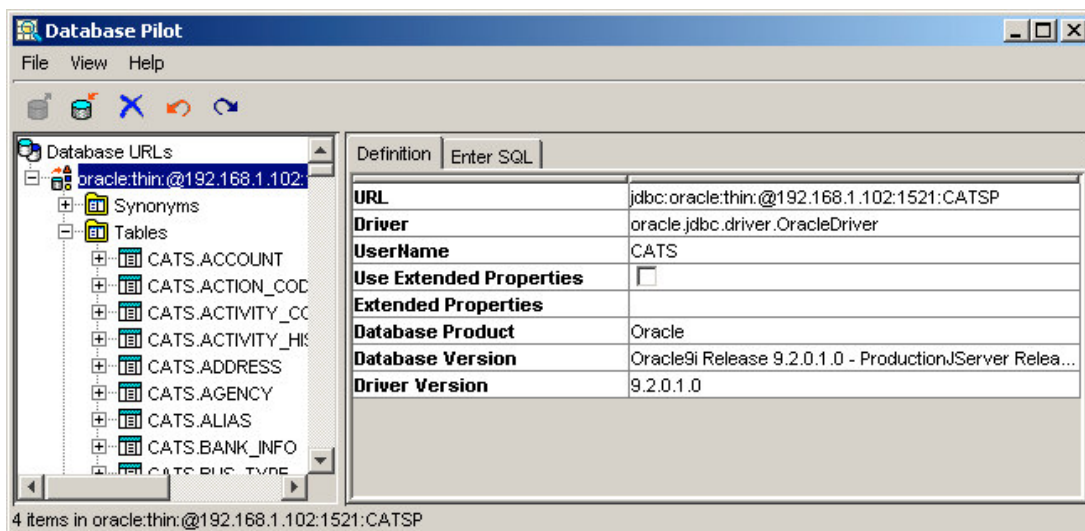 Database Pilot
File View Help
Database URLs
oracle:thin:@192.168.1.102:
Synonyms
Tables
CATS.ACCOUNT
CATS.ACTION_COD
CATS.ACTIVITY_CO
CATS.ACTIVITY_HIS
CATS.ADDRESS
CATS.AGENCY
CATS.ALIAS
CATS.BANK_INFO
CATS.BUS_TYPE
Definition Enter SQL
URL jdbc:oracle:thin:@192.168.1.102:1521:CATSP
Driver oracle.jdbc.driver.OracleDriver
UserName CATS
Use Extended Properties
Extended Properties
Database Product Oracle
Database Version Oracle9i Release 9.2.0.1.0 - ProductionJServer Relea...
Driver Version 9.2.0.1.0
4 items in oracle:thin:@192.168.1.102:1521:CATSP